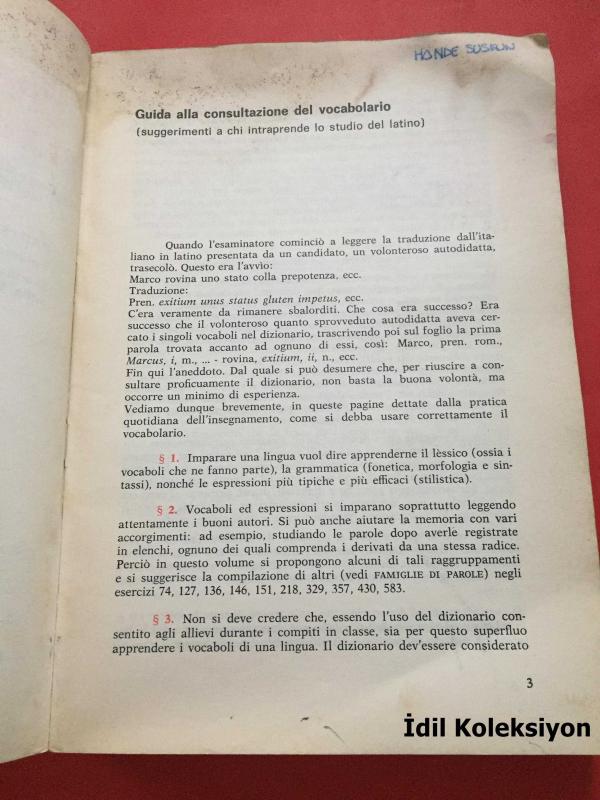 HANDE SUSKUN
Guida alla consultazione del vocabolario
(suggerimenti a chi intraprende lo studio del latino)
Quando l'esaminatore cominciò a leggere la traduzione dall'ita-
liano in latino presentata da un candidato, un volonteroso autodidatta,
trasecolò. Questo era l'avvìo:
Marco rovina uno stato colla prepotenza, ecc.
Traduzione:
Pren. exitium unus status gluten impetus, ecc.
C'era veramente da rimanere sbalorditi. Che cosa era successo? Era
successo che il volonteroso quanto sprovveduto autodidatta aveva cer-
cato i singoli vocaboli nel dizionario, trascrivendo poi sul foglio la prima
parola trovata accanto ad ognuno di essi, così: Marco, pren. rom.,
Marcus, i, m., ... - rovina, exitium, ii, n., ecc.
Fin qui l'aneddoto. Dal quale si può desumere che, per riuscire a con-
sultare proficuamente il dizionario, non basta la buona volontà, ma
occorre un minimo di esperienza.
Vediamo dunque brevemente, in queste pagine dettate dalla pratica
quotidiana dell'insegnamento, come si debba usare correttamente il
vocabolario.
§ 1. Imparare una lingua vuol dire apprenderne il lèssico (ossia i
vocaboli che ne fanno parte), la grammatica (fonetica, morfologia e sin-
tassi), nonché le espressioni più tipiche e più efficaci (stilistica).
§ 2. Vocaboli ed espressioni si imparano soprattutto leggendo
attentamente i buoni autori. Si può anche aiutare la memoria con vari
accorgimenti: ad esempio, studiando le parole dopo averle registrate
in elenchi, ognuno dei quali comprenda i derivati da una stessa radice.
Perciò in questo volume si propongono alcuni di tali raggruppamenti
e si suggerisce la compilazione di altri (vedi FAMIGLIE DI PAROLE) negli
esercizi 74, 127, 136, 146, 151, 218, 329, 357, 430, 583.
§ 3. Non si deve credere che, essendo l'uso del dizionario con-
sentito agli allievi durante i compiti in classe, sia per questo superfluo
apprendere i vocaboli di una lingua. Il dizionario dev'essere considerato
3
İdil Koleksiyon